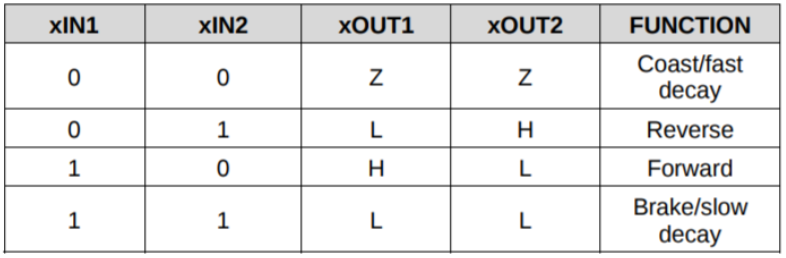 xIN1 xIN2 xOUT1 xOUT2 FUNCTION
0 0 Z Z Coast/fast
decay
0 1 L H Reverse
1 0 H L Forward
1 1 L L Brake/slow
decay